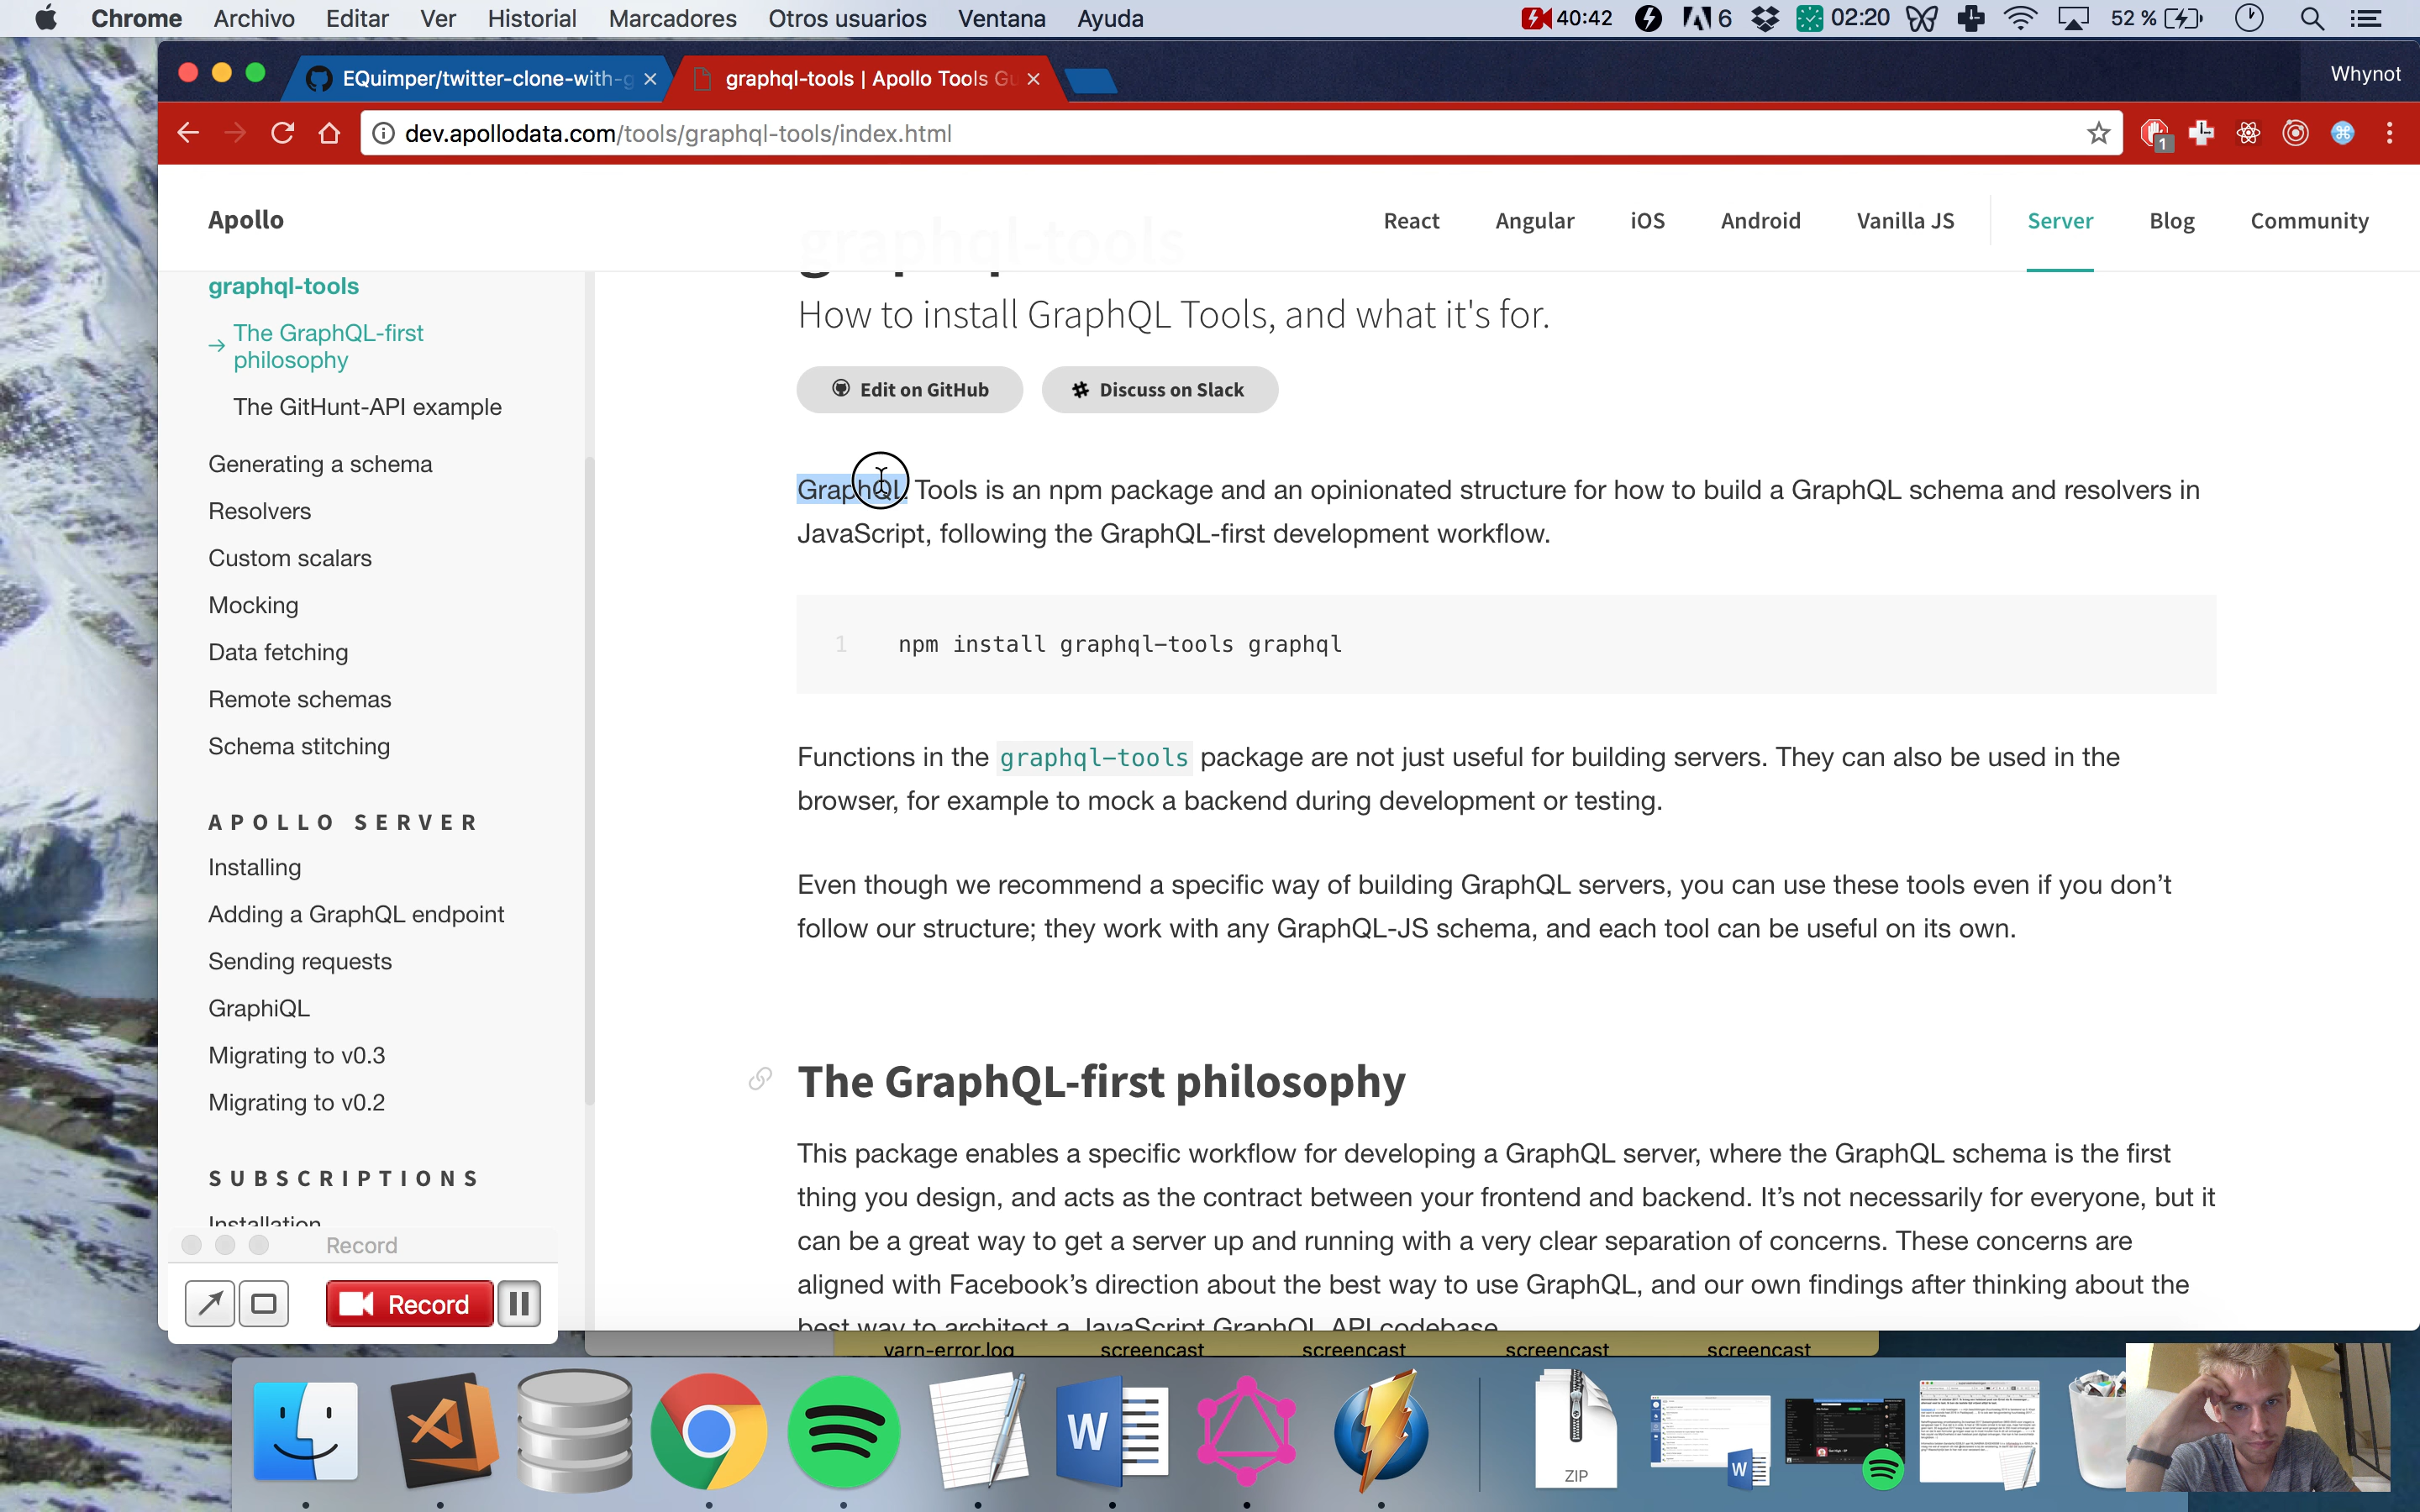 Chrome Archivo Editar Ver Historial Marcadores Otros usuarios Ventana Ayuda 40:42 6 02:20 52 %
EQuimper/twitter-clone-with-g graphql-tools | Apollo Tools Gu Whynot
dev.apollodata.com/tools/graphql-tools/index.html 1
Apollo React Angular iOS Android Vanilla JS Server Blog Community
graphql-tools
The GraphQL-first
philosophy
The GitHunt-API example
Generating a schema
Resolvers
Custom scalars
Mocking
Data fetching
Remote schemas
Schema stitching
APOLLO SERVER
Installing
Adding a GraphQL endpoint
Sending requests
GraphiQL
Migrating to v0.3
Migrating to v0.2
SUBSCRIPTIONS
Installation
graphql-tools
How to install GraphQL Tools, and what it's for.
Edit on GitHub Discuss on Slack
GraphQL Tools is an npm package and an opinionated structure for how to build a GraphQL schema and resolvers in
JavaScript, following the GraphQL-first development workflow.
1 npm install graphql-tools graphql
Functions in the graphql-tools package are not just useful for building servers. They can also be used in the
browser, for example to mock a backend during development or testing.
Even though we recommend a specific way of building GraphQL servers, you can use these tools even if you don’t
follow our structure; they work with any GraphQL-JS schema, and each tool can be useful on its own.
The GraphQL-first philosophy
This package enables a specific workflow for developing a GraphQL server, where the GraphQL schema is the first
thing you design, and acts as the contract between your frontend and backend. It’s not necessarily for everyone, but it
can be a great way to get a server up and running with a very clear separation of concerns. These concerns are
aligned with Facebook’s direction about the best way to use GraphQL, and our own findings after thinking about the
best way to architect a JavaScript GraphQL API codebase.
Record
Record
yarn-error.log screencast screencast screencast screencast
W
ZIP
W